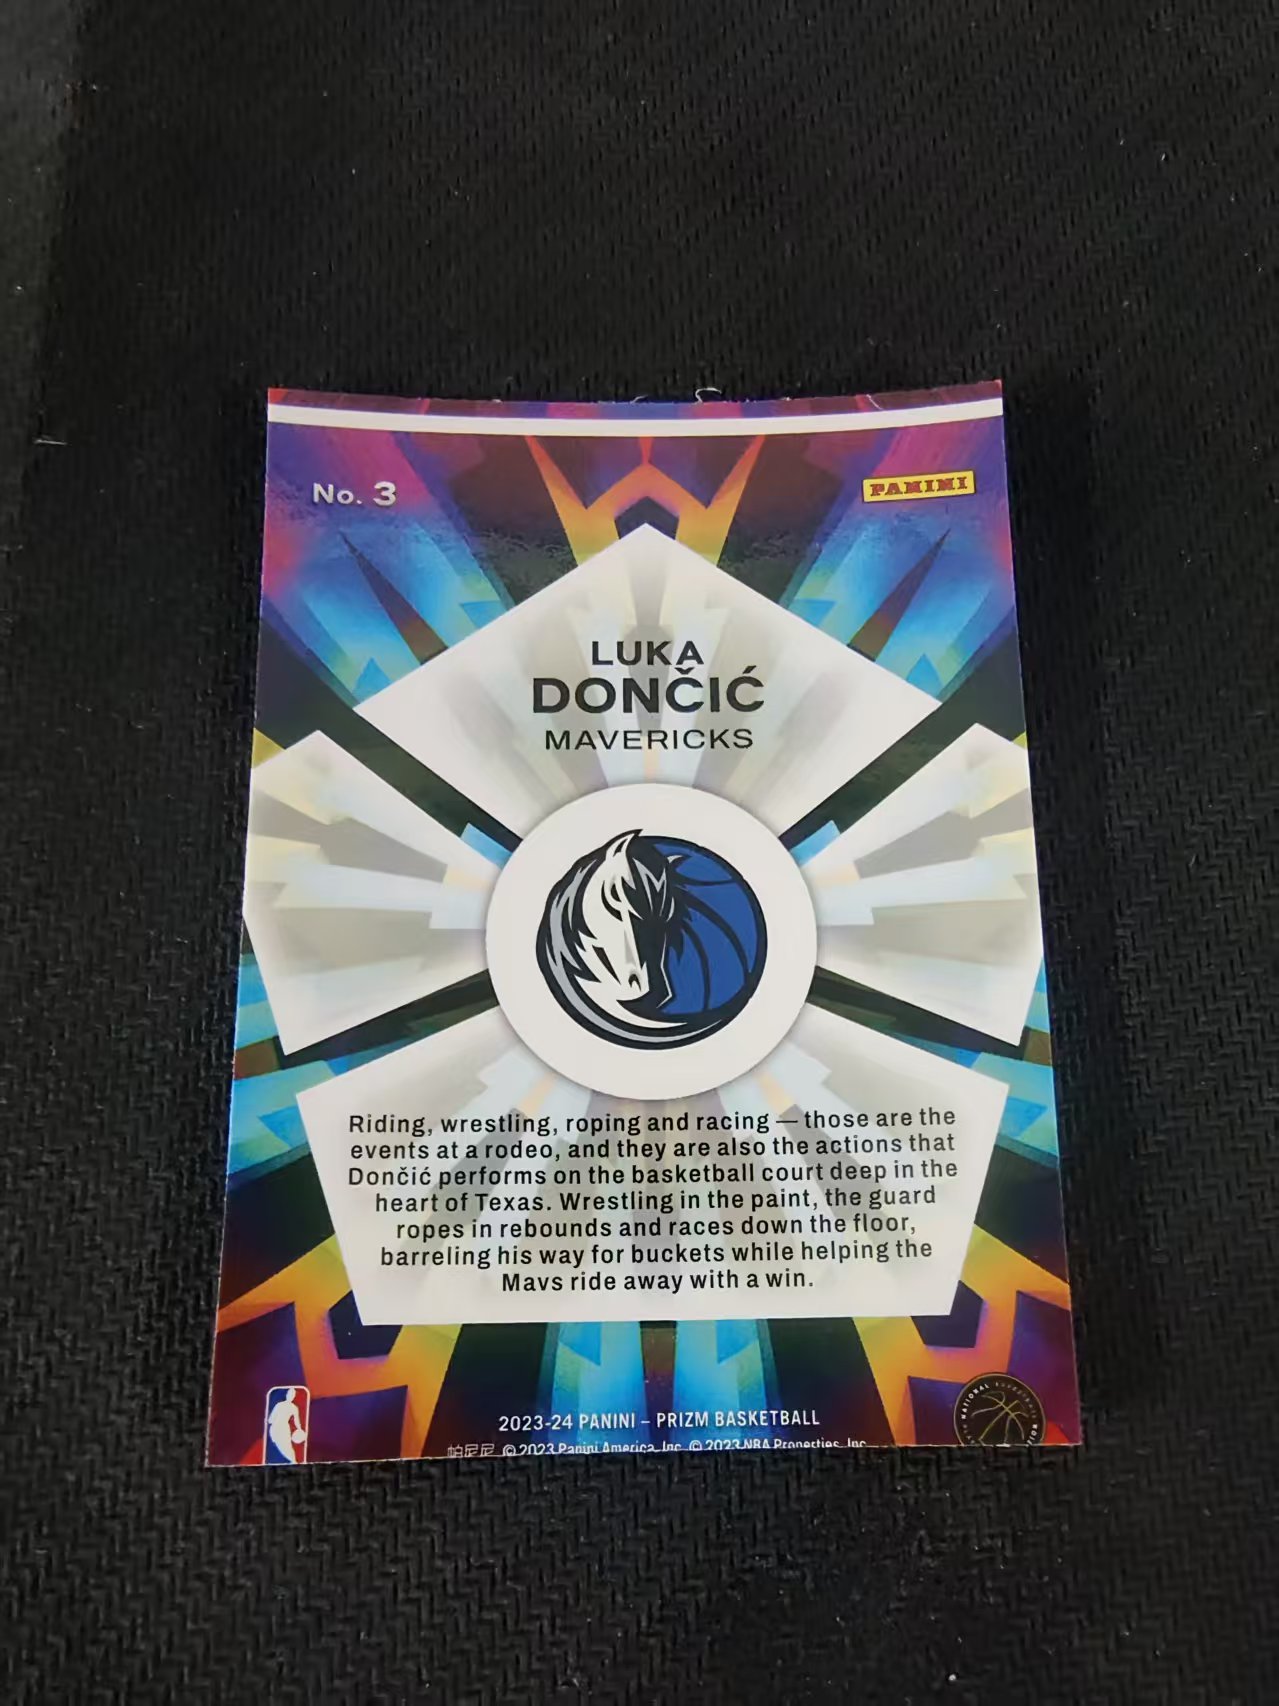 No. 3
PANINI
LUKA
DONČIĆ
MAVERICKS
Riding, wrestling, roping and racing — those are the
events at a rodeo, and they are also the actions that
Dončić performs on the basketball court deep in the
heart of Texas. Wrestling in the paint, the guard
ropes in rebounds and races down the floor,
barreling his way for buckets while helping the
Mavs ride away with a win.
2023-24 PANINI – PRIZM BASKETBALL
帕尼尼 © 2023 Panini America, Inc. © 2023 NBA Properties, Inc.
NATIONAL